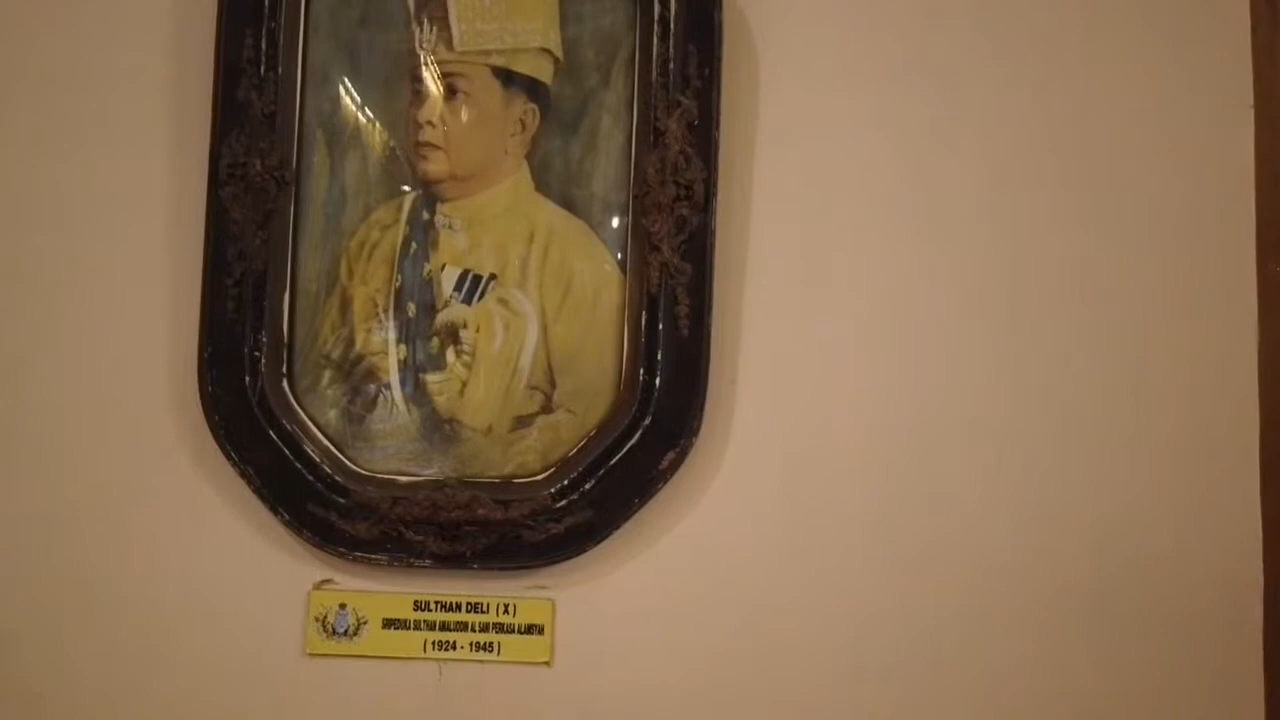 SULTHAN DELI ( X )
SRIPEDUKA SULTHAN AMALUDDIN AL SANI PERKASA ALAMSYAH
( 1924 - 1945 )